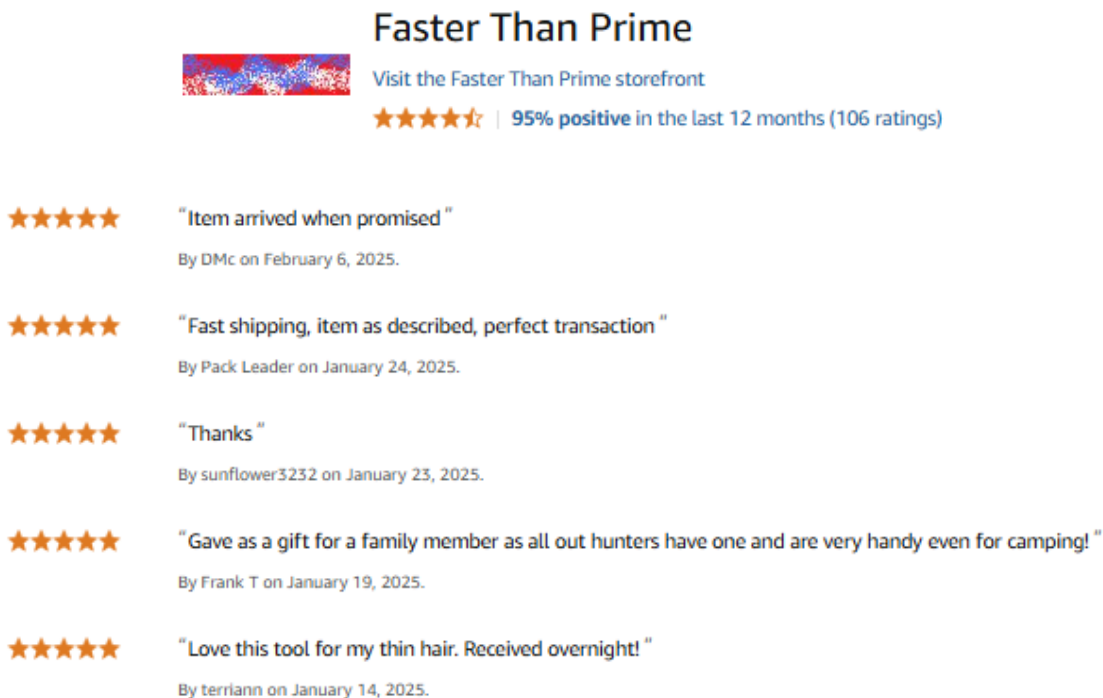 Faster Than Prime
Visit the Faster Than Prime storefront
95% positive in the last 12 months (106 ratings)
“Item arrived when promised”
By DMc on February 6, 2025.
“Fast shipping, item as described, perfect transaction”
By Pack Leader on January 24, 2025.
“Thanks”
By sunflower3232 on January 23, 2025.
“Gave as a gift for a family member as all out hunters have one and are very handy even for camping!”
By Frank T on January 19, 2025.
“Love this tool for my thin hair. Received overnight!”
By terriann on January 14, 2025.